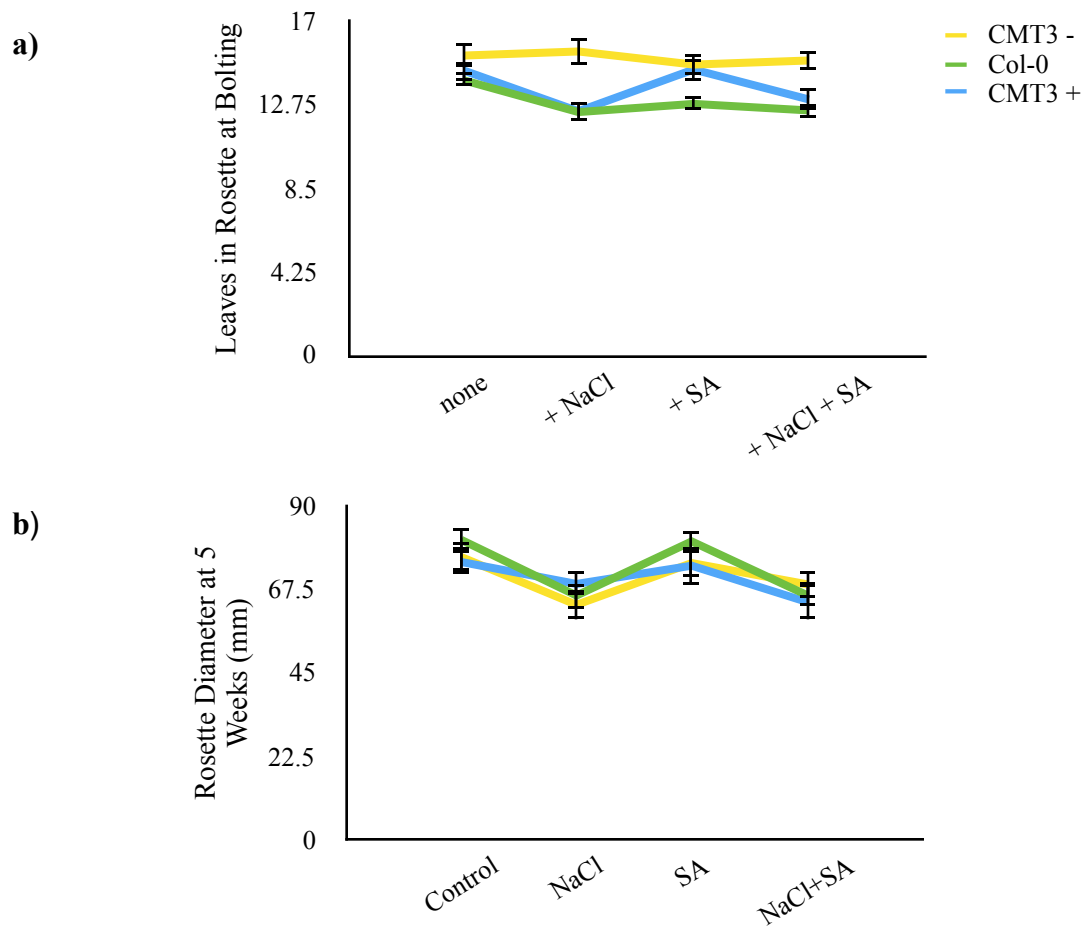 a)
Leaves in Rosette at Bolting
17
12.75
8.5
4.25
0
none
+ NaCl
+ SA
+ NaCl + SA
CMT3 -
Col-0
CMT3 +
b)
Rosette Diameter at 5
Weeks (mm)
90
67.5
45
22.5
0
Control
NaCl
SA
NaCl+SA